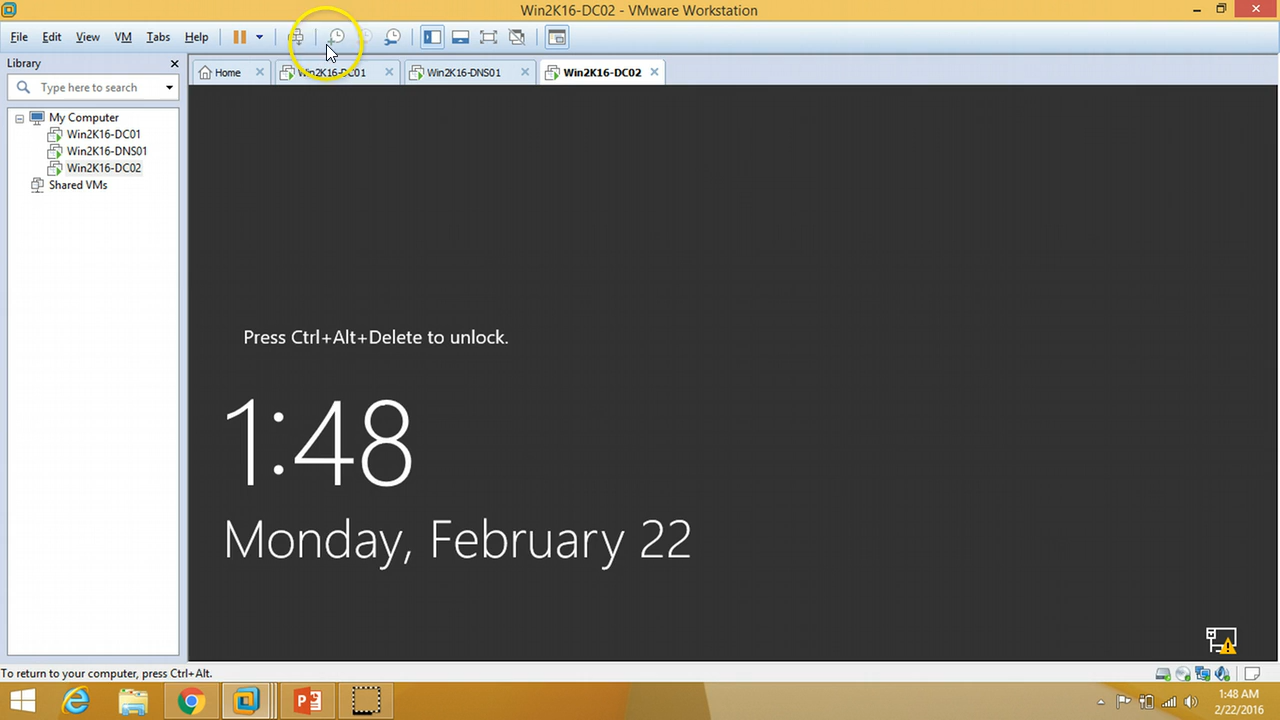 Win2K16-DC02 - VMware Workstation
File Edit View VM Tabs Help
Library
Home Win2K16-DC01 Win2K16-DNS01 Win2K16-DC02
Type here to search
My Computer
Win2K16-DC01
Win2K16-DNS01
Win2K16-DC02
Shared VMs
Press Ctrl+Alt+Delete to unlock.
1:48
Monday, February 22
To return to your computer, press Ctrl+Alt.
1:48 AM
2/22/2016